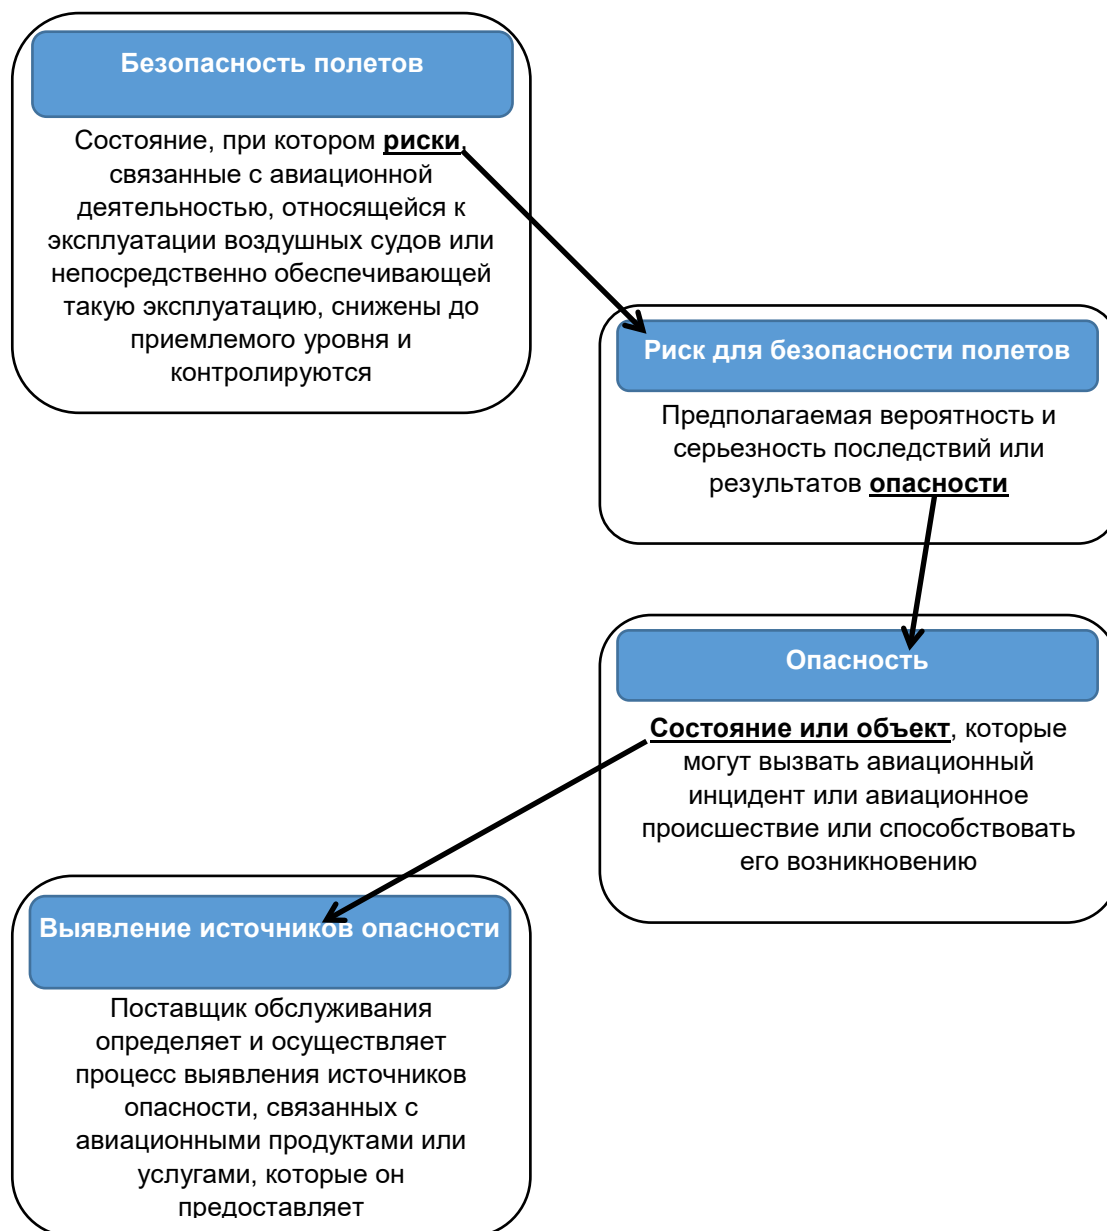 Безопасность полетов
Состояние, при котором риски,
связанные с авиационной
деятельностью, относящейся к
эксплуатации воздушных судов или
непосредственно обеспечивающей
такую эксплуатацию, снижены до
приемлемого уровня и
контролируются
Риск для безопасности полетов
Предполагаемая вероятность и
серьезность последствий или
результатов опасности
Опасность
Состояние или объект, которые
могут вызвать авиационный
инцидент или авиационное
происшествие или способствовать
его возникновению
Выявление источников опасности
Поставщик обслуживания
определяет и осуществляет
процесс выявления источников
опасности, связанных с
авиационными продуктами или
услугами, которые он
предоставляет